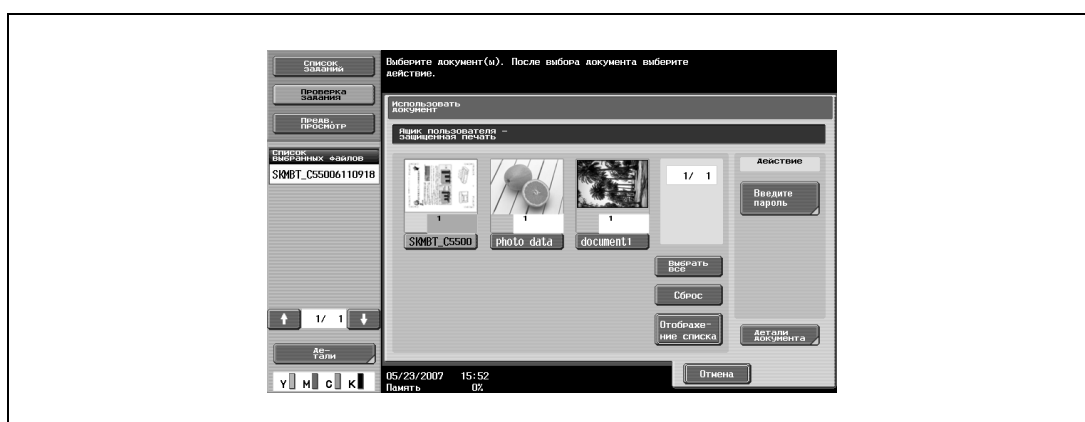 Список
заданий
Проверка
задания
Предв.
просмотр
Список
выбранных файлов
SKMBT_C55006110918
1/ 1
Де-
тали
Y M C K
Выберите документ(ы). После выбора документа выберите
действие.
Использовать
документ
Ящик пользователя -
защищенная печать
1
SKMBT_C5500
1
photo data
1
document1
1/ 1
Выбрать
все
Сброс
Отображе-
ние списка
Действие
Введите
пароль
Детали
документа
05/23/2007 15:52
Память 0%
Отмена